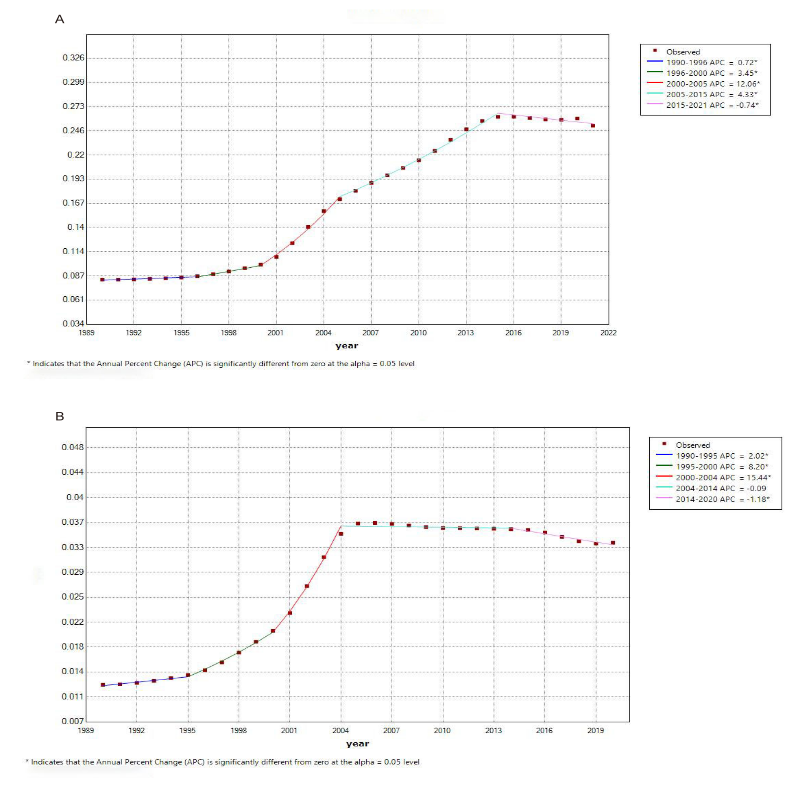 A
0.326
0.299
0.273
0.246
0.22
0.193
0.167
0.14
0.114
0.087
0.061
0.034
1989 1992 1995 1998 2001 2004 2007 2010 2013 2016 2019 2022
year
Observed
1990-1996 APC = 0.72*
1996-2000 APC = 3.45*
2000-2005 APC = 12.06*
2005-2015 APC = 4.33*
2015-2021 APC = -0.74*
* Indicates that the Annual Percent Change (APC) is significantly different from zero at the alpha = 0.05 level
B
0.048
0.044
0.04
0.037
0.033
0.029
0.025
0.022
0.018
0.014
0.011
0.007
1989 1992 1995 1998 2001 2004 2007 2010 2013 2016 2019
year
Observed
1990-1995 APC = 2.02*
1995-2000 APC = 8.20*
2000-2004 APC = 15.44*
2004-2014 APC = -0.09
2014-2020 APC = -1.18*
* Indicates that the Annual Percent Change (APC) is significantly different from zero at the alpha = 0.05 level